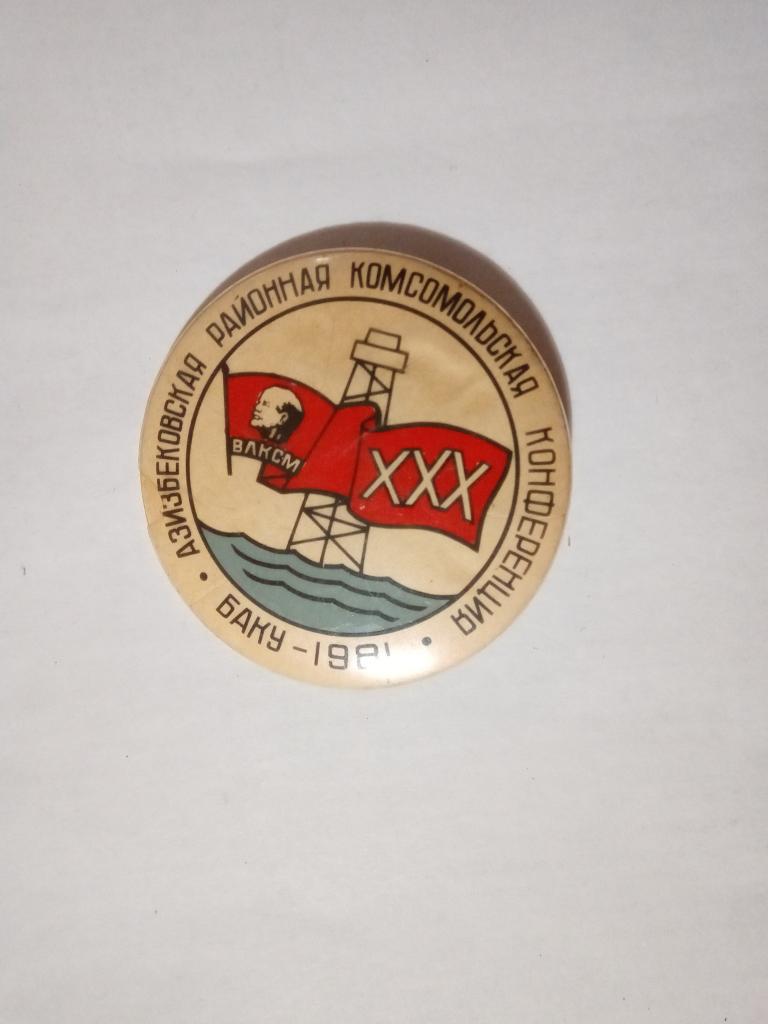 АЗИЗБЕКОВСКАЯ РАЙОННАЯ КОМСОМОЛЬСКАЯ КОНФЕРЕНЦИЯ
ВЛКСМ
XXX
• БАКУ - 1981 •